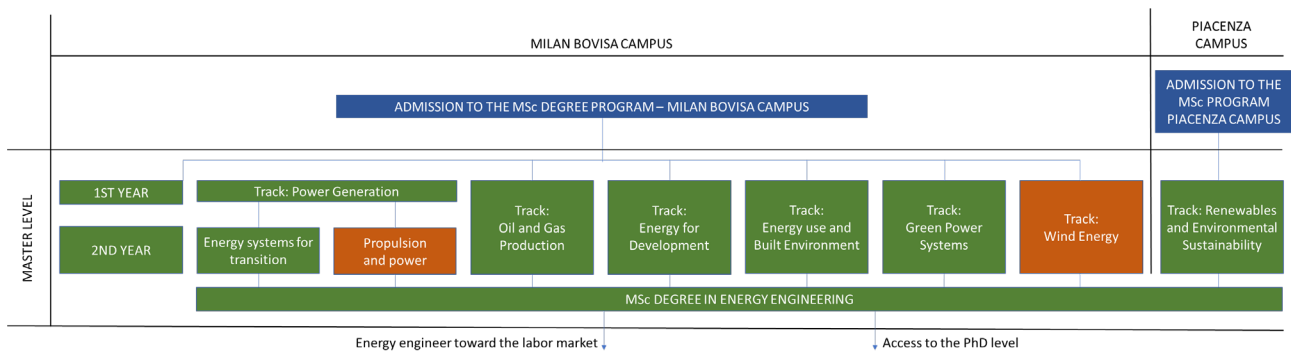 MILAN BOVISA CAMPUS
PIACENZA
CAMPUS
ADMISSION TO THE MSc DEGREE PROGRAM – MILAN BOVISA CAMPUS
ADMISSION TO THE
MSc PROGRAM
PIACENZA CAMPUS
MASTER LEVEL
1ST YEAR
2ND YEAR
Track: Power Generation
Energy systems for
transition
Propulsion
and power
Track:
Oil and Gas
Production
Track:
Energy for
Development
Track:
Energy use and
Built Environment
Track:
Green Power
Systems
Track:
Wind Energy
Track: Renewables
and Environmental
Sustainability
MSc DEGREE IN ENERGY ENGINEERING
Energy engineer toward the labor market
Access to the PhD level